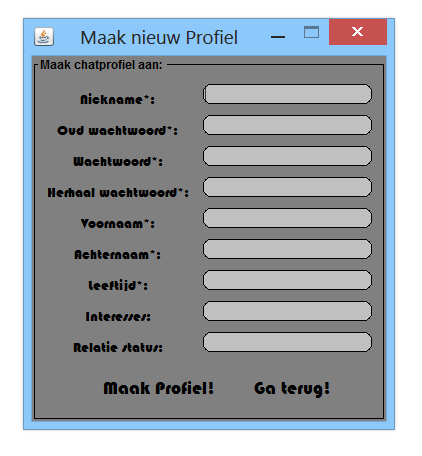 Maak nieuw Profiel
Maak chatprofiel aan:
Nickname*:
Oud wachtwoord*:
Wachtwoord*:
Herhaal wachtwoord*:
Voornaam*:
Achternaam*:
Leeftijd*:
Interesses:
Relatie status:
Maak Profiel! Ga terug!